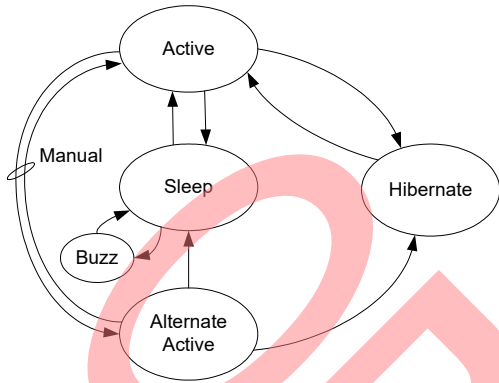 Active
Manual
Sleep
Hibernate
Buzz
Alternate
Active